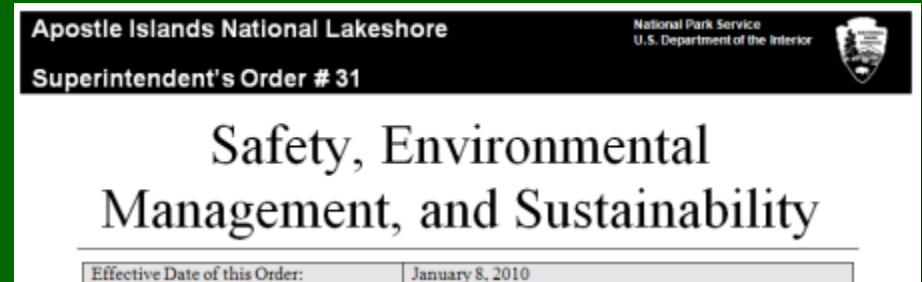 Apostle Islands National Lakeshore
National Park Service
U.S. Department of the Interior
Superintendent's Order # 31
Safety, Environmental
Management, and Sustainability
Effective Date of this Order: January 8, 2010